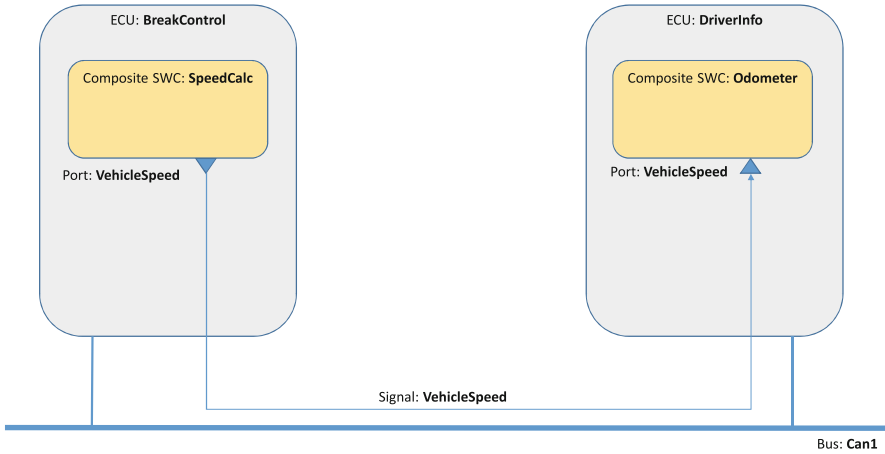 ECU: BreakControl
ECU: DriverInfo
Composite SWC: SpeedCalc
Composite SWC: Odometer
Port: VehicleSpeed
Port: VehicleSpeed
Signal: VehicleSpeed
Bus: Can1